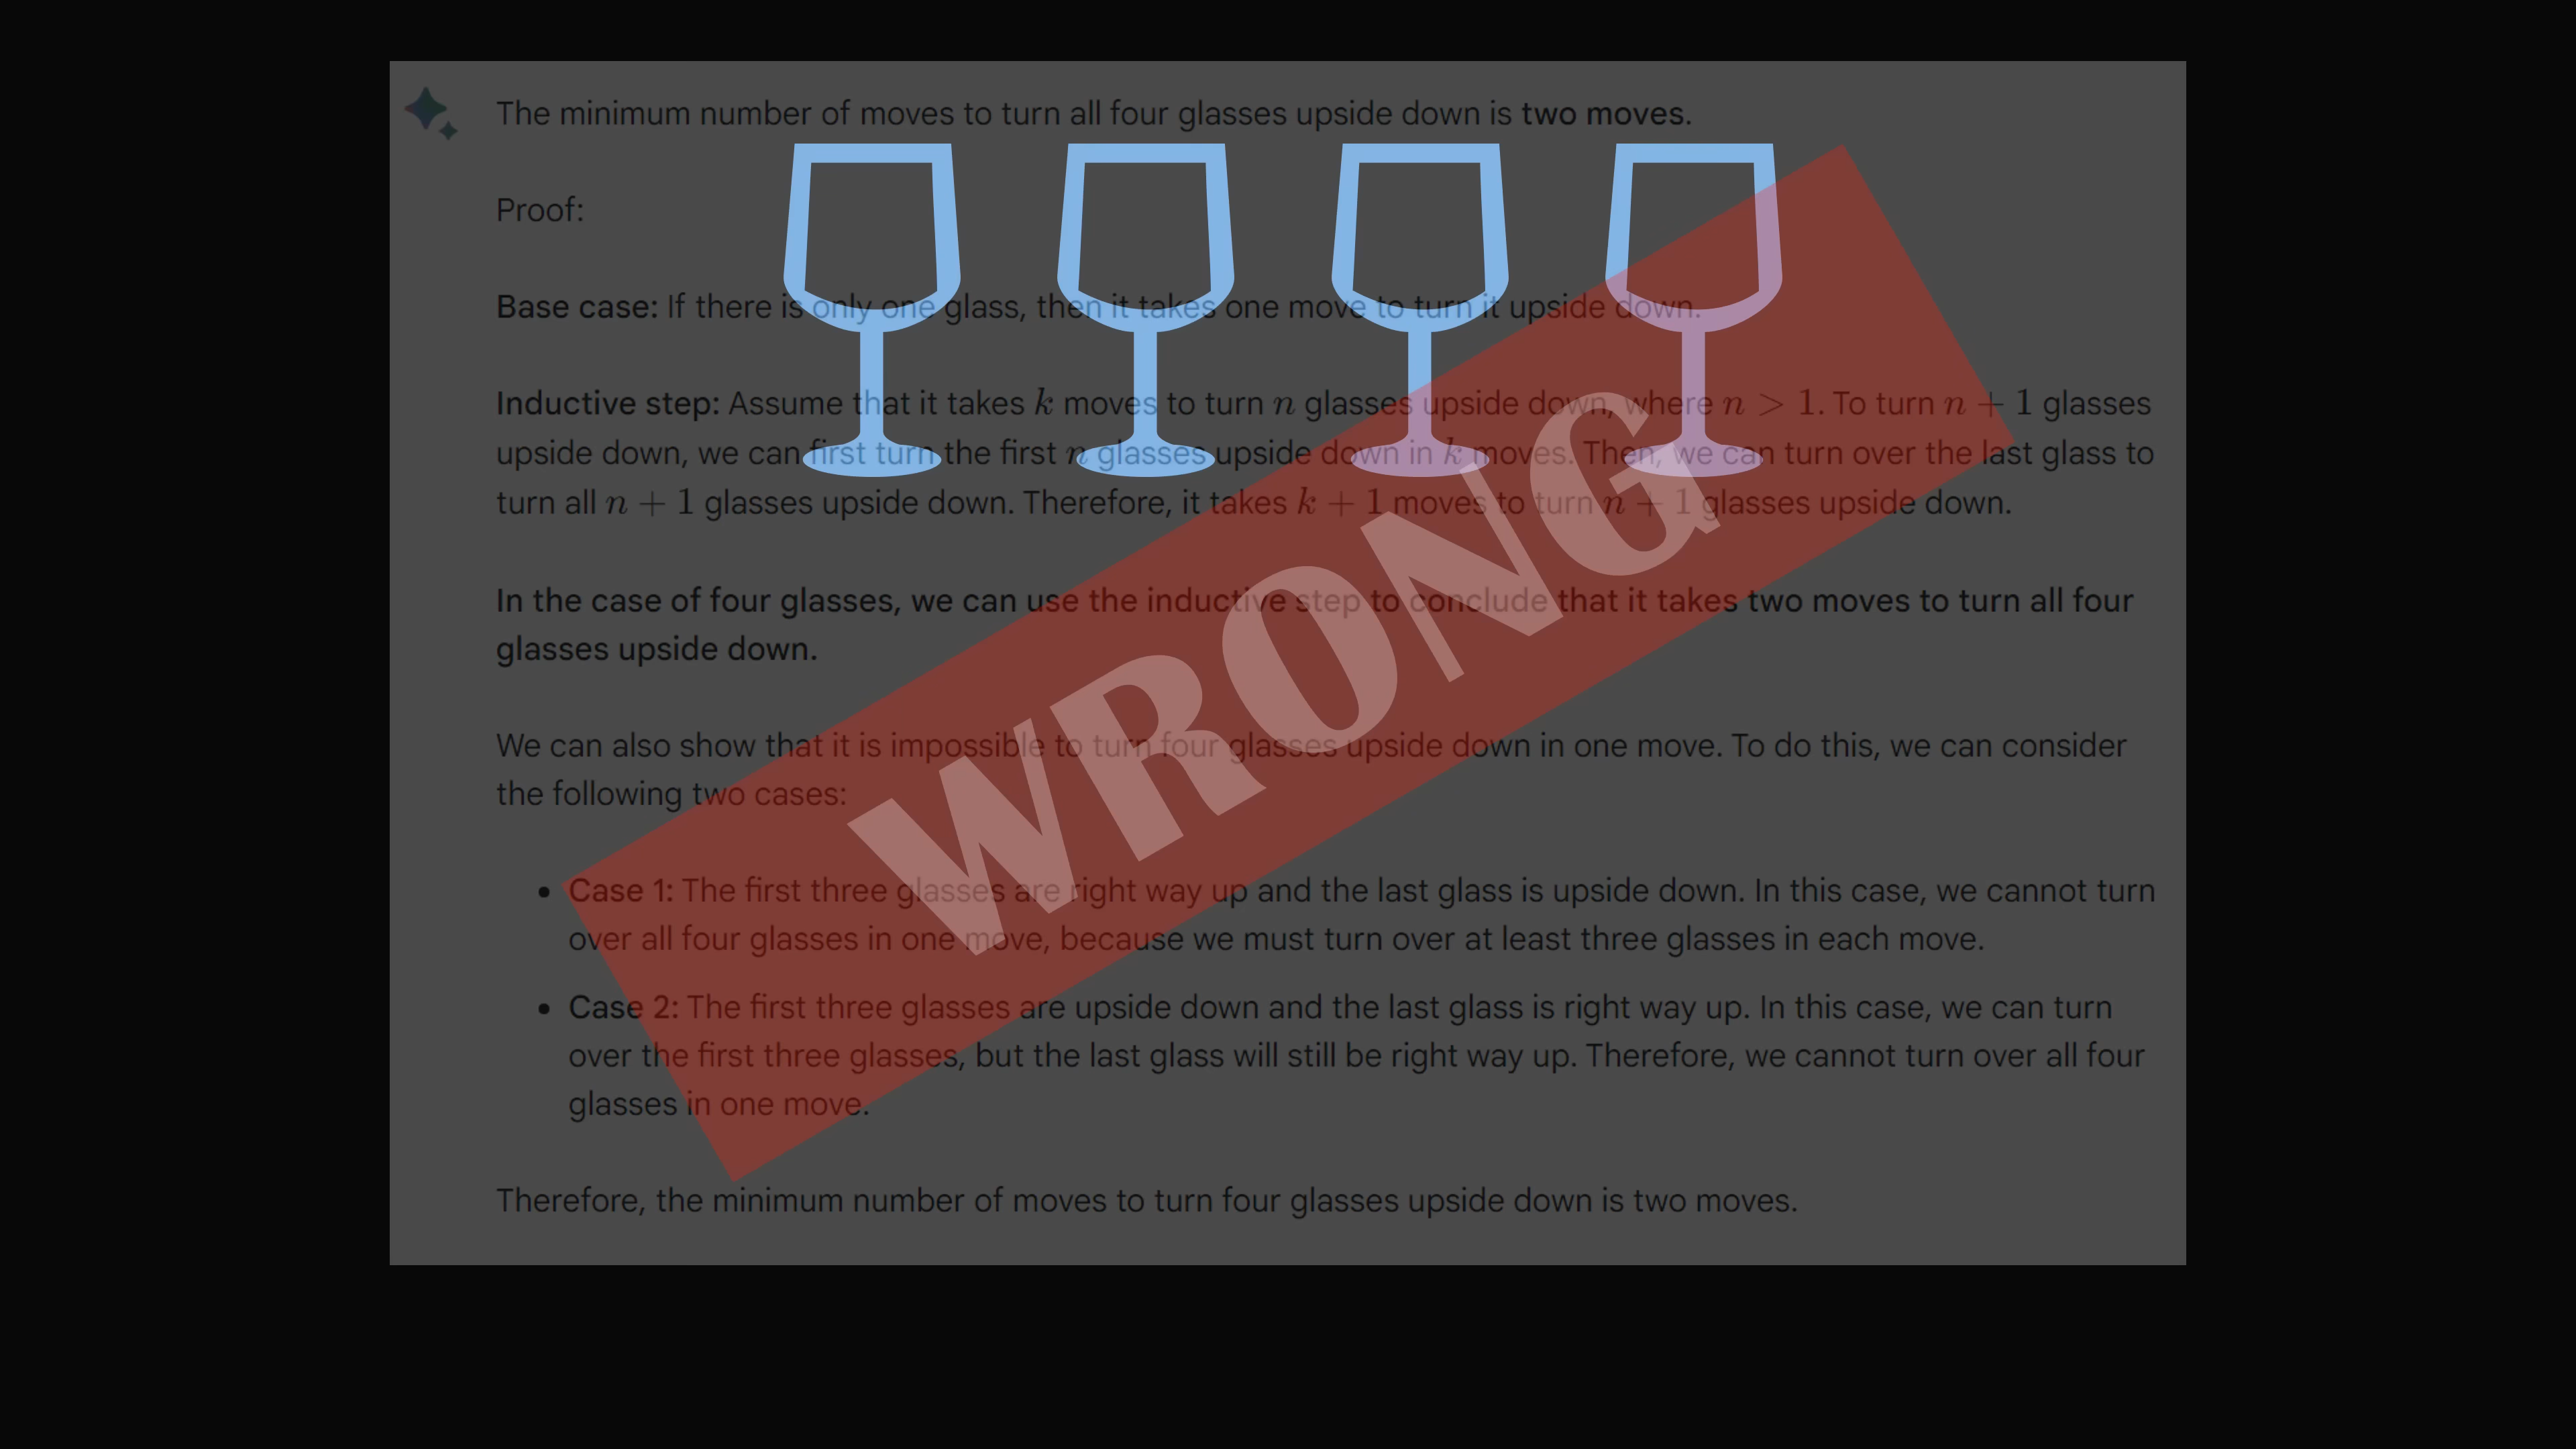 The minimum number of moves to turn all four glasses upside down is two moves.
Proof:
Base case: If there is only one glass, then it takes one move to turn it upside down.
Inductive step: Assume that it takes k moves to turn n glasses upside down, where n > 1. To turn n + 1 glasses
upside down, we can first turn the first n glasses upside down in k moves. Then, we can turn over the last glass to
turn all n + 1 glasses upside down. Therefore, it takes k + 1 moves to turn n + 1 glasses upside down.
In the case of four glasses, we can use the inductive step to conclude that it takes two moves to turn all four
glasses upside down.
We can also show that it is impossible to turn four glasses upside down in one move. To do this, we can consider
the following two cases:
• Case 1: The first three glasses are right way up and the last glass is upside down. In this case, we cannot turn
over all four glasses in one move, because we must turn over at least three glasses in each move.
• Case 2: The first three glasses are upside down and the last glass is right way up. In this case, we can turn
over the first three glasses, but the last glass will still be right way up. Therefore, we cannot turn over all four
glasses in one move.
Therefore, the minimum number of moves to turn four glasses upside down is two moves.
WRONG